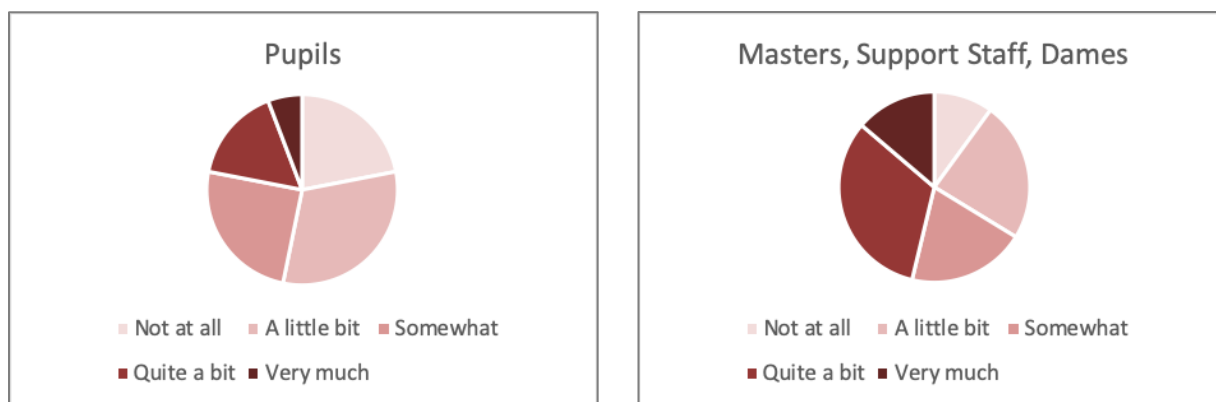 Pupils
Not at all
A little bit
Somewhat
Quite a bit
Very much
Masters, Support Staff, Dames
Not at all
A little bit
Somewhat
Quite a bit
Very much